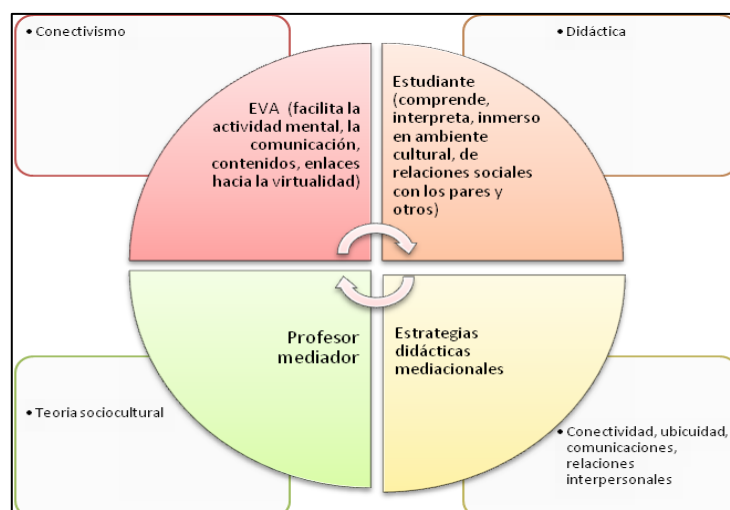 • Conectivismo
• Didáctica
EVA (facilita la
actividad mental, la
comunicación,
contenidos, enlaces
hacia la virtualidad)
Estudiante
(comprende,
interpreta, inmerso
en ambiente
cultural, de
relaciones sociales
con los pares y
otros)
Profesor
mediador
Estrategias
didácticas
mediacionales
• Teoría sociocultural
• Conectividad, ubicuidad,
comunicaciones,
relaciones
interpersonales